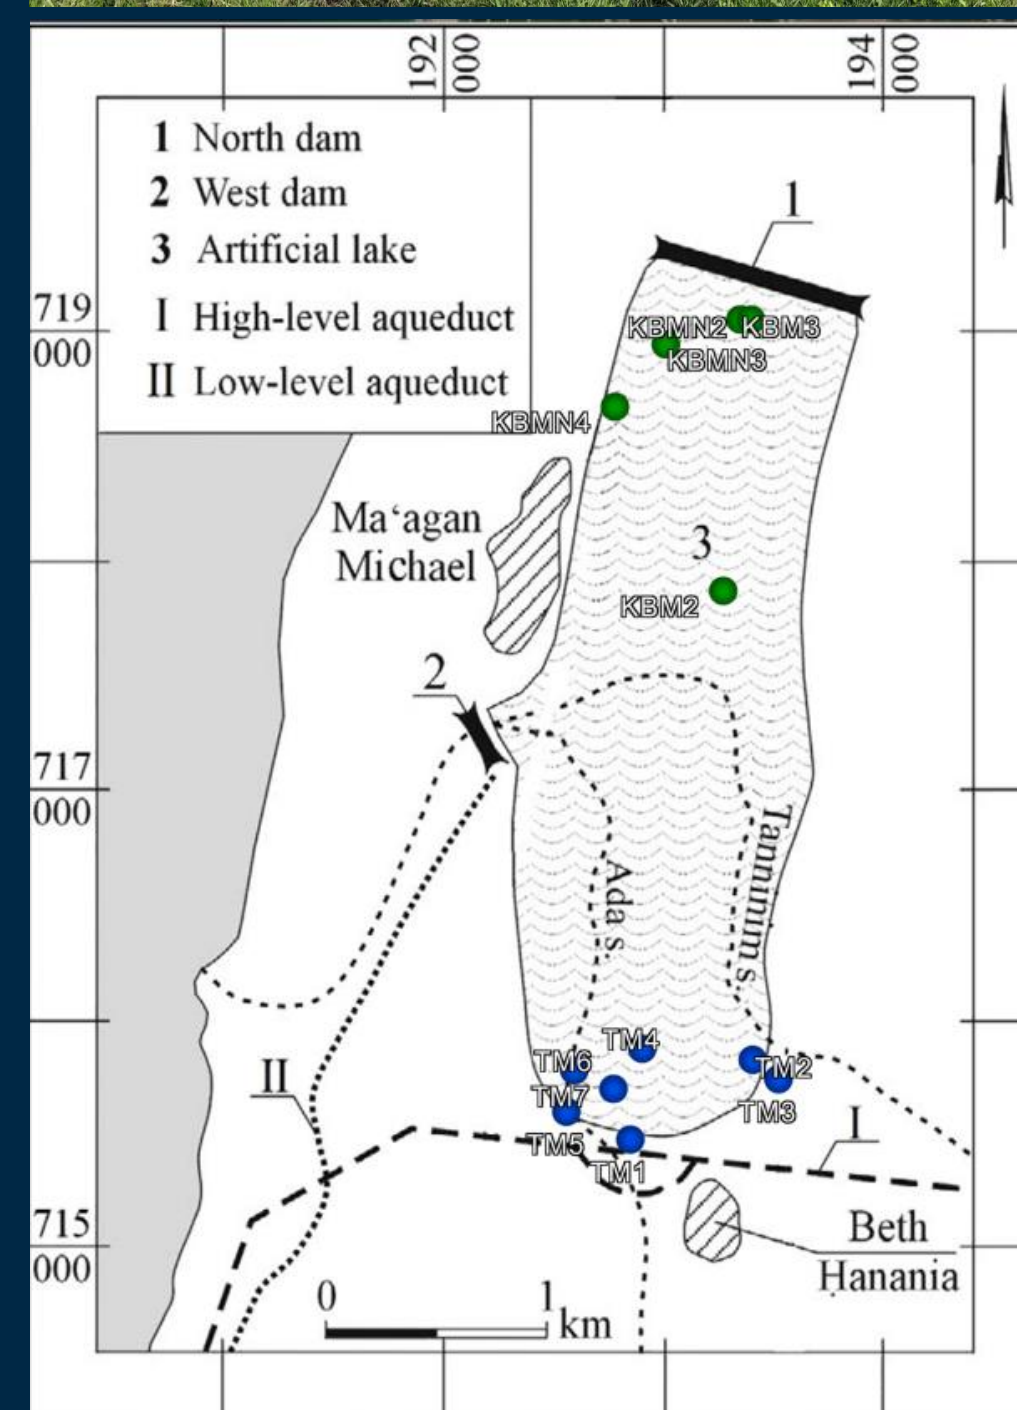 192
000
194
000
1 North dam
2 West dam
3 Artificial lake
I High-level aqueduct
II Low-level aqueduct
1
719
000
KBMN2
KBM3
KBMN3
KBMN4
Ma‘agan
Michael
3
KBM2
2
717
000
Tanninim s.
Ada s.
TM4
TM6
TM2
II
TM7
TM3
I
TM5
TM1
715
000
Beth
Ḥanania
0 1
km